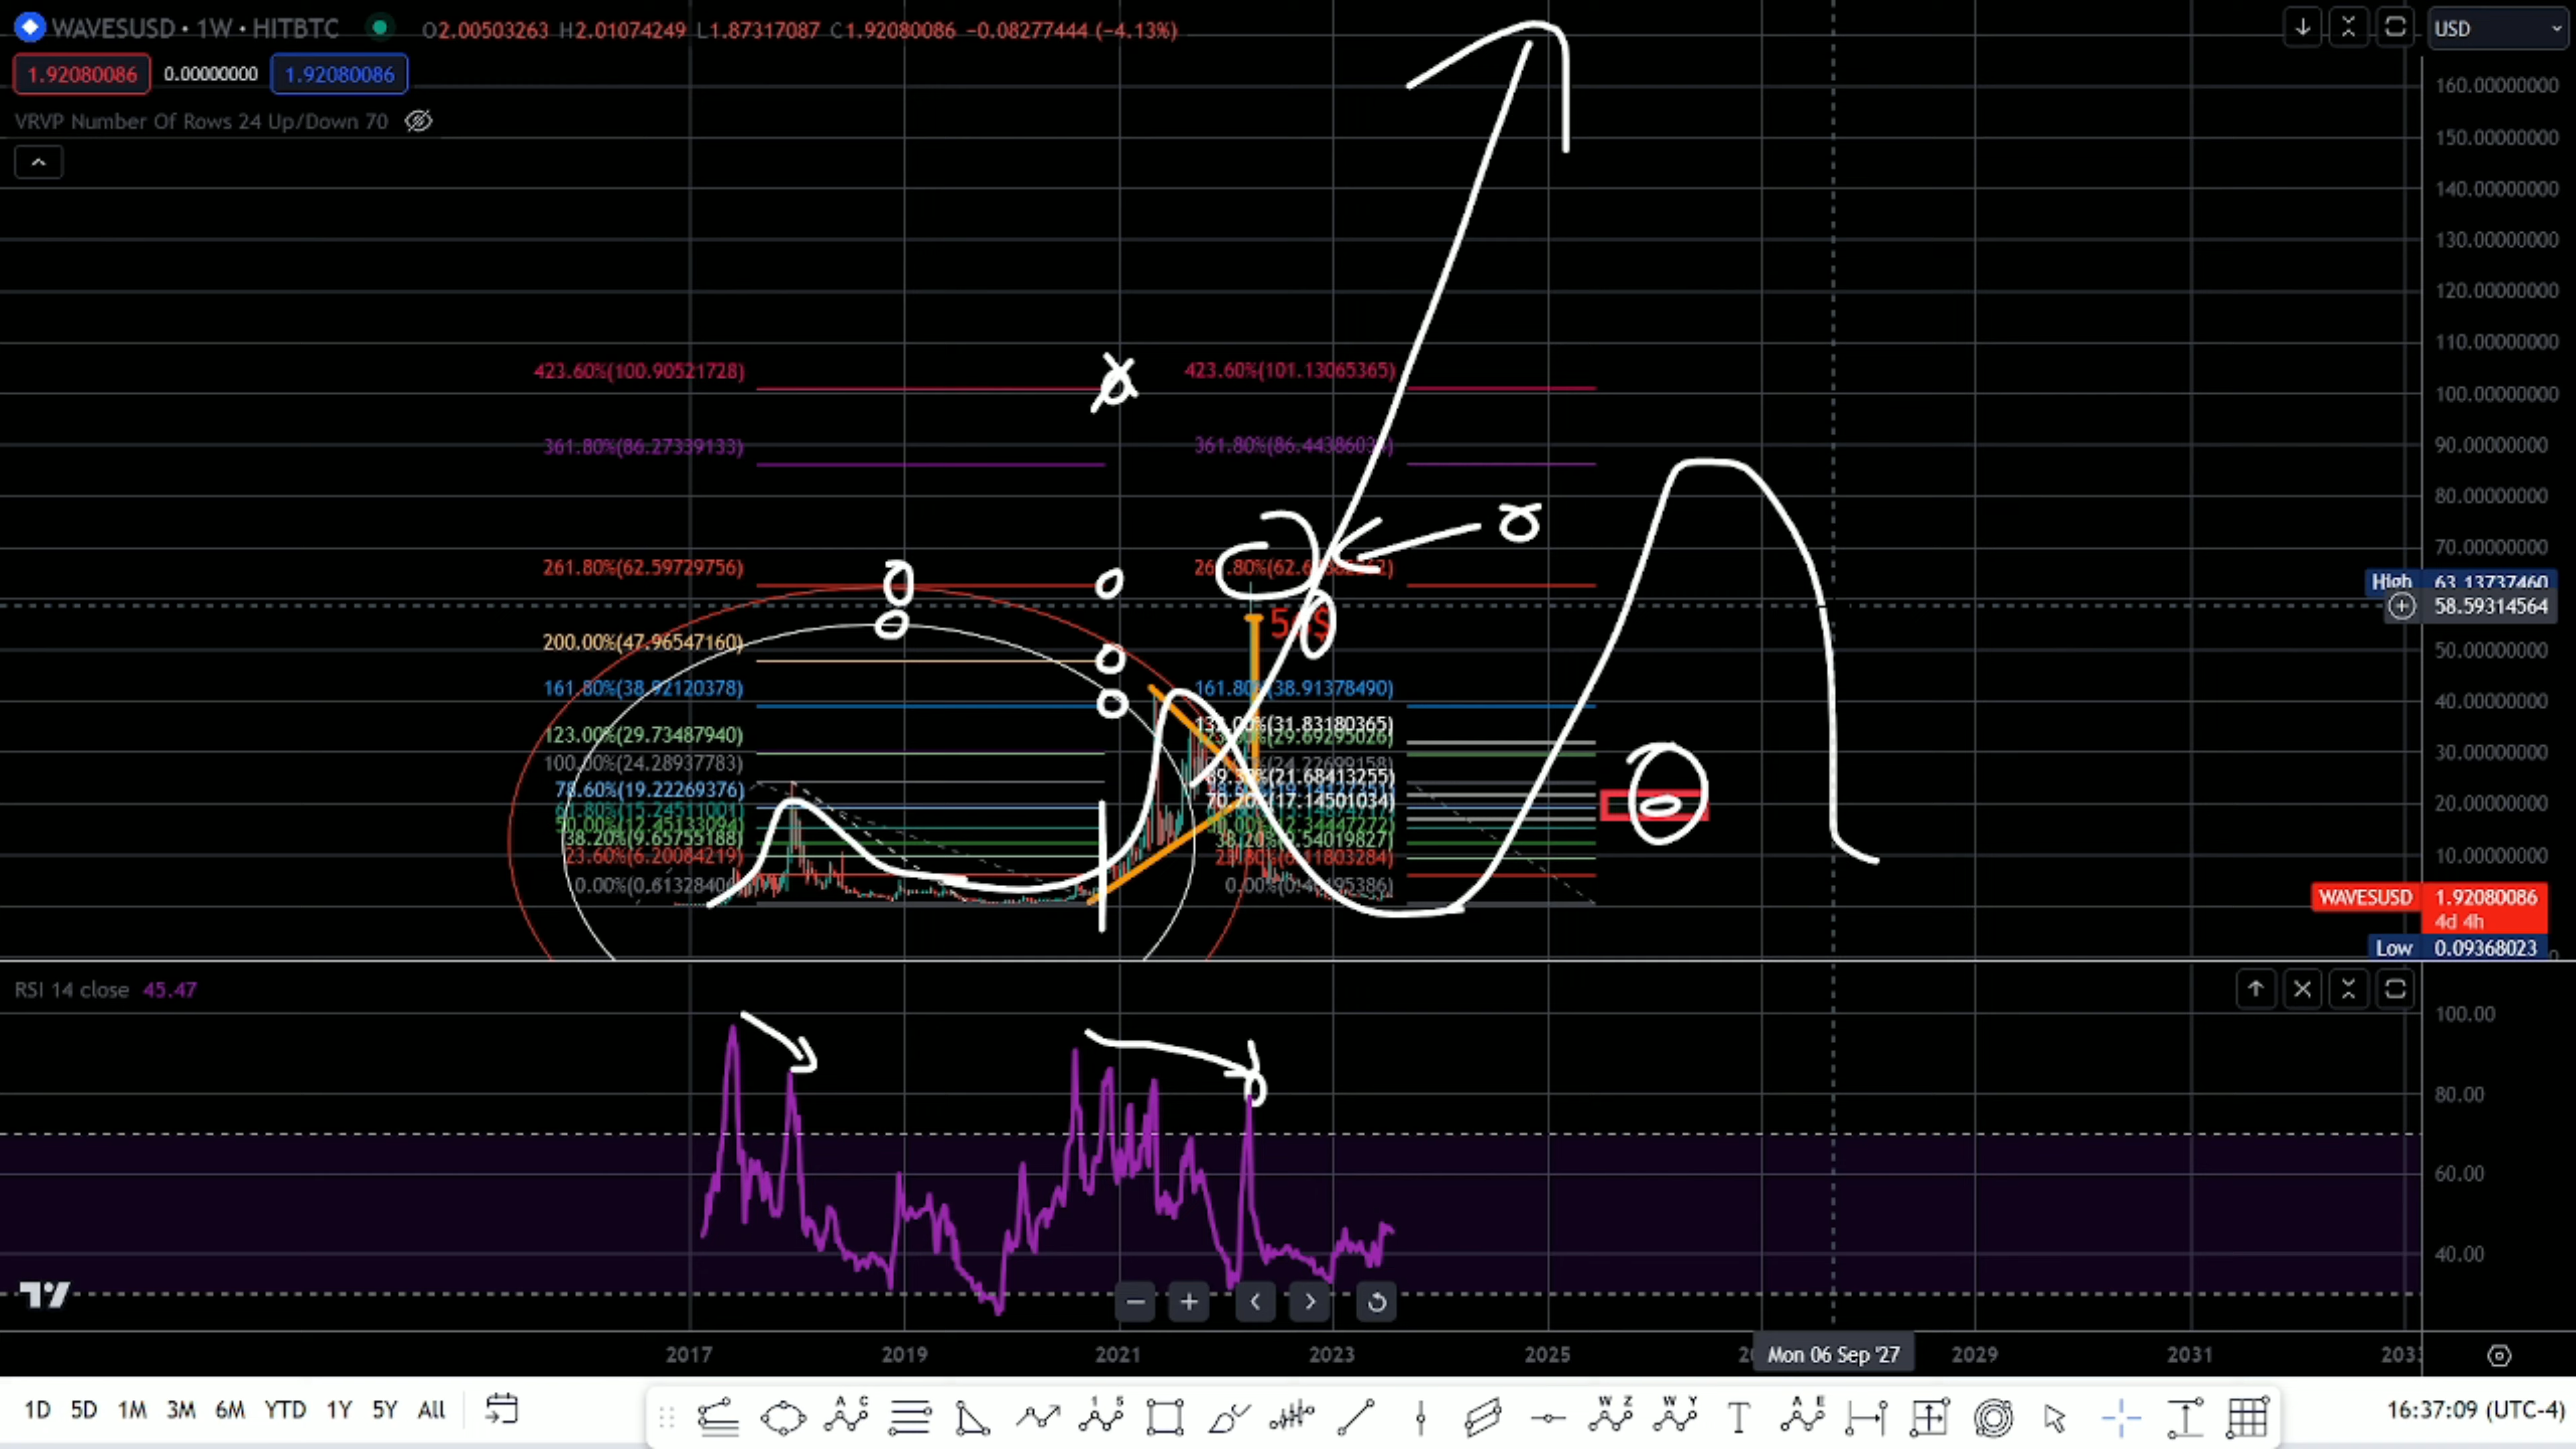 WAVESUSD • 1W • HITBTC
O2.00503263 H2.01074249 L1.87317087 C1.92080086 −0.08277444 (−4.13%)
USD
1.92080086 0.00000000 1.92080086
VRVP Number Of Rows 24 Up/Down 70
160.00000000
150.00000000
140.00000000
130.00000000
120.00000000
110.00000000
423.60%(100.90521728)
423.60%(101.13065365)
100.00000000
361.80%(86.27339133)
90.00000000
80.00000000
70.00000000
261.80%(62.59729756)
High 63.13737460
58.59314564
200.00%(47.96547160)
50.00000000
161.80%(38.92120378)
161.80%(38.91378490)
40.00000000
123.00%(29.73487940)
30.00000000
100.00%(24.28937783)
78.60%(19.22269376)
70.50%(17.14501034)
20.00000000
38.20%(9.65755188)
23.60%(6.20084219)
10.00000000
WAVESUSD 1.92080086
4d 4h
Low 0.09368023
RSI 14 close 45.47
100.00
80.00
60.00
40.00
2017 2019 2021 2023 2025 Mon 06 Sep '27 2029 2031
1D 5D 1M 3M 6M YTD 1Y 5Y All
16:37:09 (UTC-4)